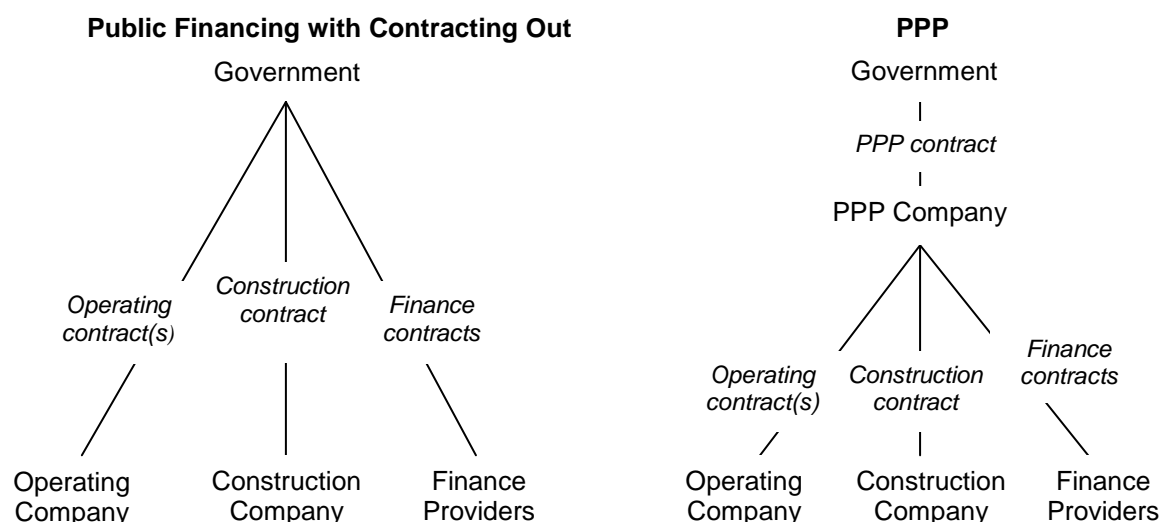 Public Financing with Contracting Out
Government
Operating
contract(s)
Construction
contract
Finance
contracts
Operating
Company
Construction
Company
Finance
Providers
PPP
Government
PPP contract
PPP Company
Operating
contract(s)
Construction
contract
Finance
contracts
Operating
Company
Construction
Company
Finance
Providers